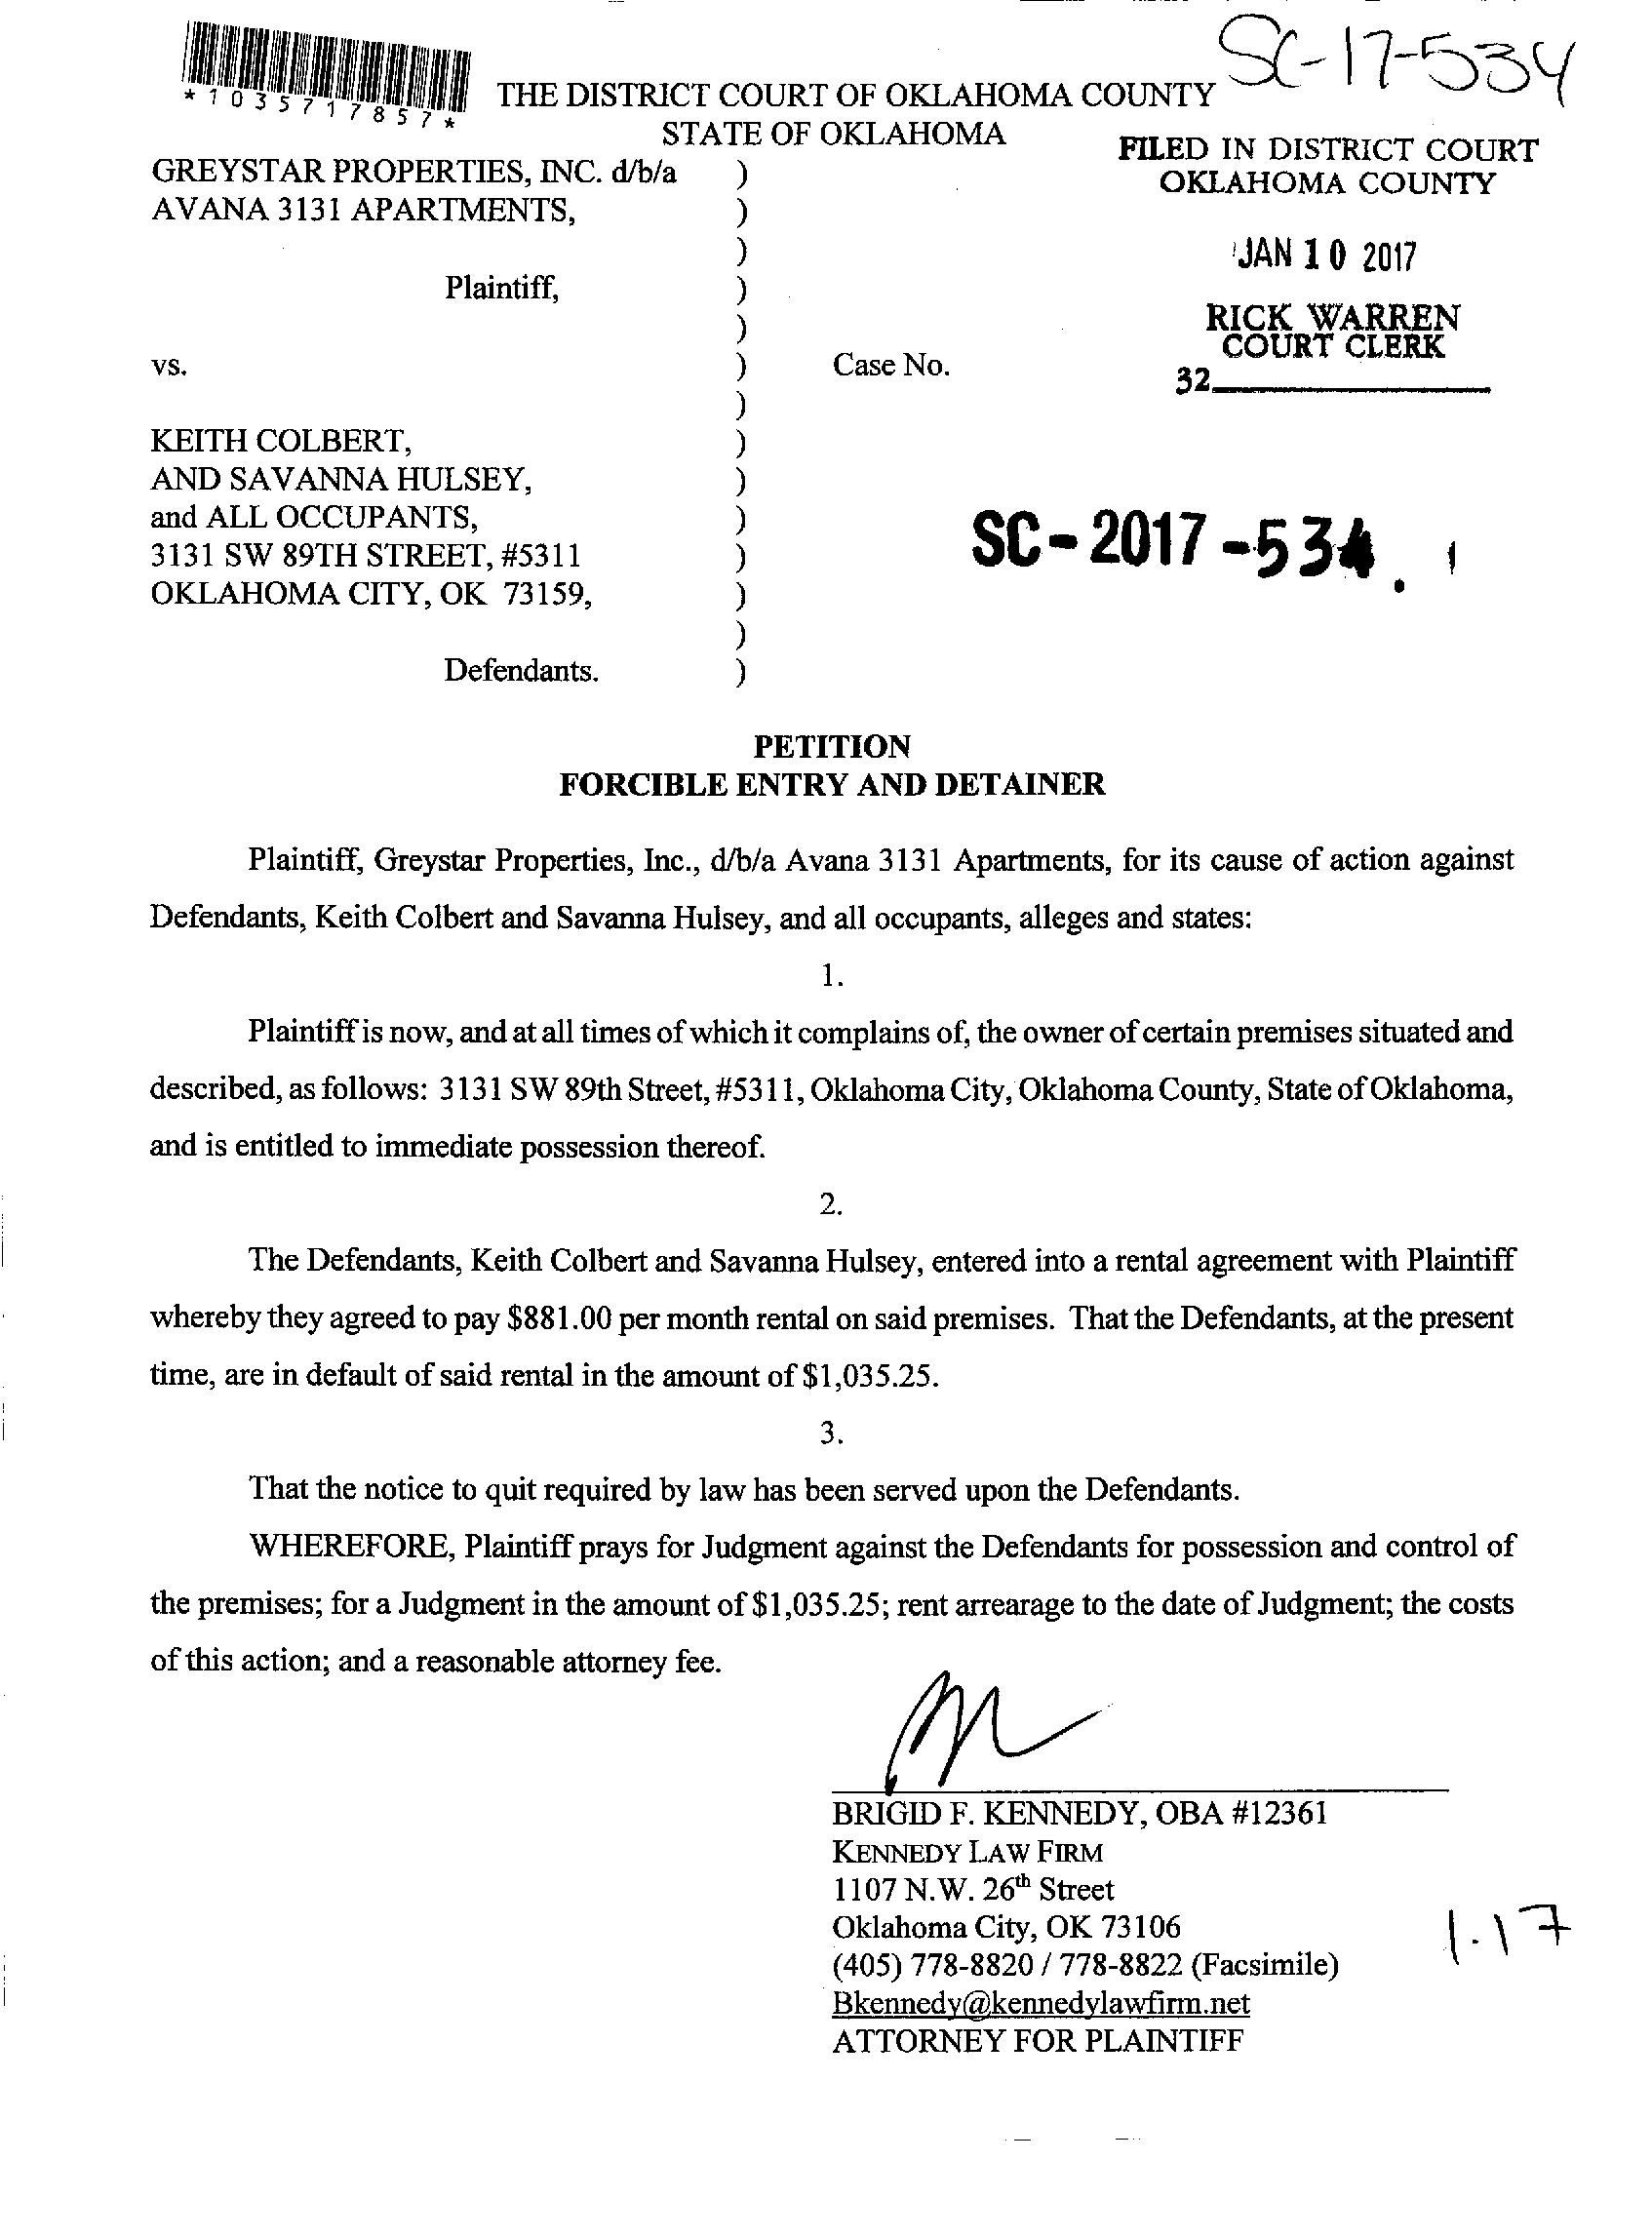 SC-17-534
*1035717857*
THE DISTRICT COURT OF OKLAHOMA COUNTY
STATE OF OKLAHOMA
FILED IN DISTRICT COURT
OKLAHOMA COUNTY
JAN 10 2017
RICK WARREN
COURT CLERK
32
GREYSTAR PROPERTIES, INC. d/b/a )
AVANA 3131 APARTMENTS, )
)
Plaintiff, )
)
vs. ) Case No.
)
KEITH COLBERT, )
AND SAVANNA HULSEY, )
and ALL OCCUPANTS, )
3131 SW 89TH STREET, #5311 )
OKLAHOMA CITY, OK 73159, )
)
Defendants. )
SC-2017-534
PETITION
FORCIBLE ENTRY AND DETAINER
Plaintiff, Greystar Properties, Inc., d/b/a Avana 3131 Apartments, for its cause of action against
Defendants, Keith Colbert and Savanna Hulsey, and all occupants, alleges and states:
1.
Plaintiff is now, and at all times of which it complains of, the owner of certain premises situated and
described, as follows: 3131 SW 89th Street, #5311, Oklahoma City, Oklahoma County, State of Oklahoma,
and is entitled to immediate possession thereof.
2.
The Defendants, Keith Colbert and Savanna Hulsey, entered into a rental agreement with Plaintiff
whereby they agreed to pay $881.00 per month rental on said premises. That the Defendants, at the present
time, are in default of said rental in the amount of $1,035.25.
3.
That the notice to quit required by law has been served upon the Defendants.
WHEREFORE, Plaintiff prays for Judgment against the Defendants for possession and control of
the premises; for a Judgment in the amount of $1,035.25; rent arrearage to the date of Judgment; the costs
of this action; and a reasonable attorney fee.
BRIGID F. KENNEDY, OBA #12361
KENNEDY LAW FIRM
1107 N.W. 26th Street
Oklahoma City, OK 73106
(405) 778-8820 / 778-8822 (Facsimile)
Bkennedy@kennedylawfirm.net
ATTORNEY FOR PLAINTIFF
1.17